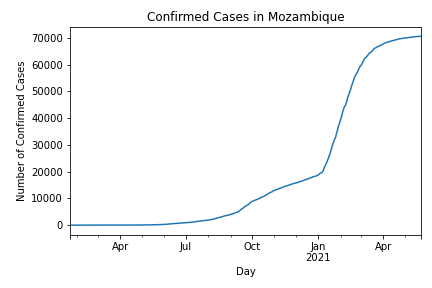 Confirmed Cases in Mozambique
Number of Confirmed Cases
70000
60000
50000
40000
30000
20000
10000
0
Apr Jul Oct Jan Apr
2021
Day